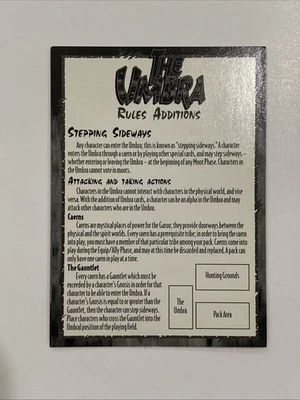 THE
UMBRA
RULES ADDITIONS
STEPPING SIDEWAYS
Any character can enter the Umbra; this is known as "stepping sideways." A character
enters the Umbra through a caern or by playing other special cards, and may step sideways –
whether entering or leaving the Umbra – at the beginning of any Moot Phase. Characters in
the Umbra cannot vote in moots.
ATTACKING AND TAKING ACTIONS
Characters in the Umbra cannot interact with characters in the physical world, and vice
versa. With the addition of Umbra cards, a character can be an alpha in the Umbra and may
attack other characters who are in the Umbra.
Caerns
Caerns are mystical places of power for the Garou; they provide doorways between
the physical and the spirit worlds. Every caern has a prerequisite tribe; in order to bring the caern
into play, you must have a member of that particular tribe among your pack. Caerns come into
play during the Equip/Ally Phase, and may at this time be discarded and replaced. A pack can
only have one caern in play at a time.
The Gauntlet
Every caern has a Gauntlet which must be
exceeded by a character's Gnosis in order for that
character to be able to enter the Umbra. If a
character's Gnosis is equal to or greater than the
Gauntlet, then the character can step sideways.
Place characters who cross the Gauntlet into the
Umbral position of the playing field.
Hunting Grounds
The
Umbra
Pack Area